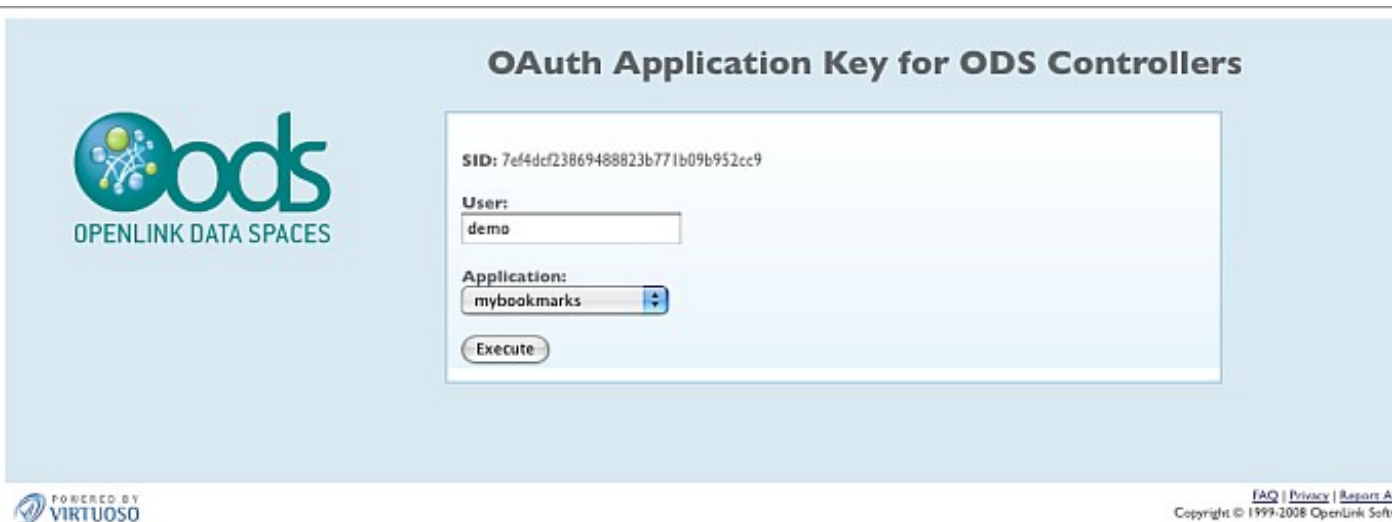 OAuth Application Key for ODS Controllers
ods
OPENLINK DATA SPACES
SID: 7ef4dcf23869488823b771b09b952cc9
User:
demo
Application:
mybookmarks
Execute
POWERED BY
VIRTUOSO
FAQ | Privacy | Report A
Copyright © 1999-2008 OpenLink Soft